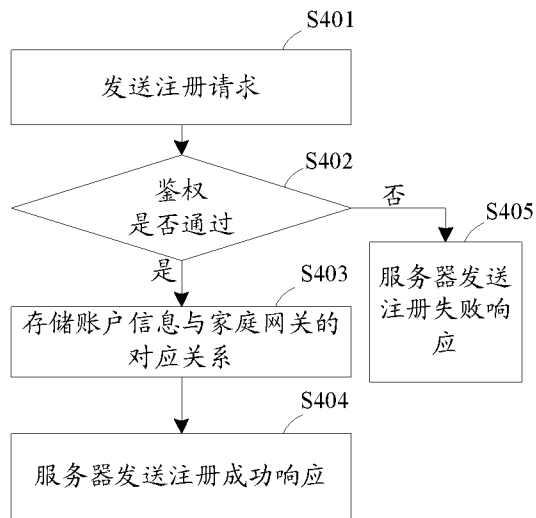 S401
发送注册请求
S402
鉴权
是否通过
否
S405
服务器发送
注册失败响
应
是
S403
存储账户信息与家庭网关的
对应关系
S404
服务器发送注册成功响应